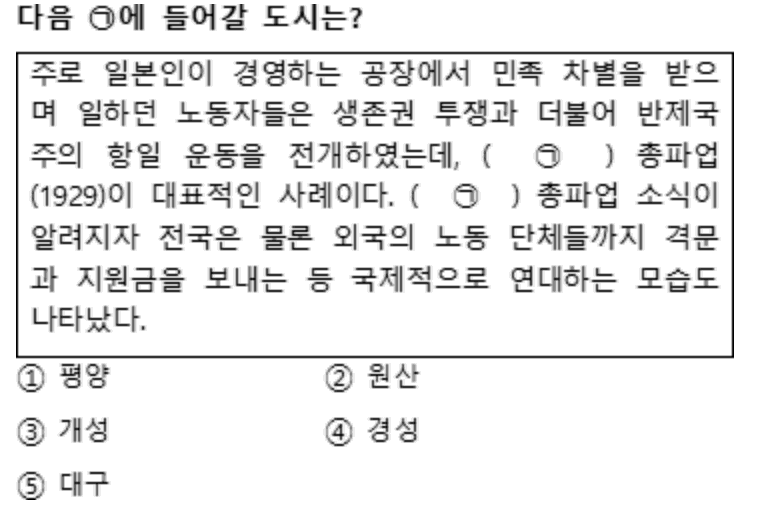 다음 ㉠에 들어갈 도시는?
주로 일본인이 경영하는 공장에서 민족 차별을 받으
며 일하던 노동자들은 생존권 투쟁과 더불어 반제국
주의 항일 운동을 전개하였는데, ( ㉠ ) 총파업
(1929)이 대표적인 사례이다. ( ㉠ ) 총파업 소식이
알려지자 전국은 물론 외국의 노동 단체들까지 격문
과 지원금을 보내는 등 국제적으로 연대하는 모습도
나타났다.
① 평양 ② 원산
③ 개성 ④ 경성
⑤ 대구